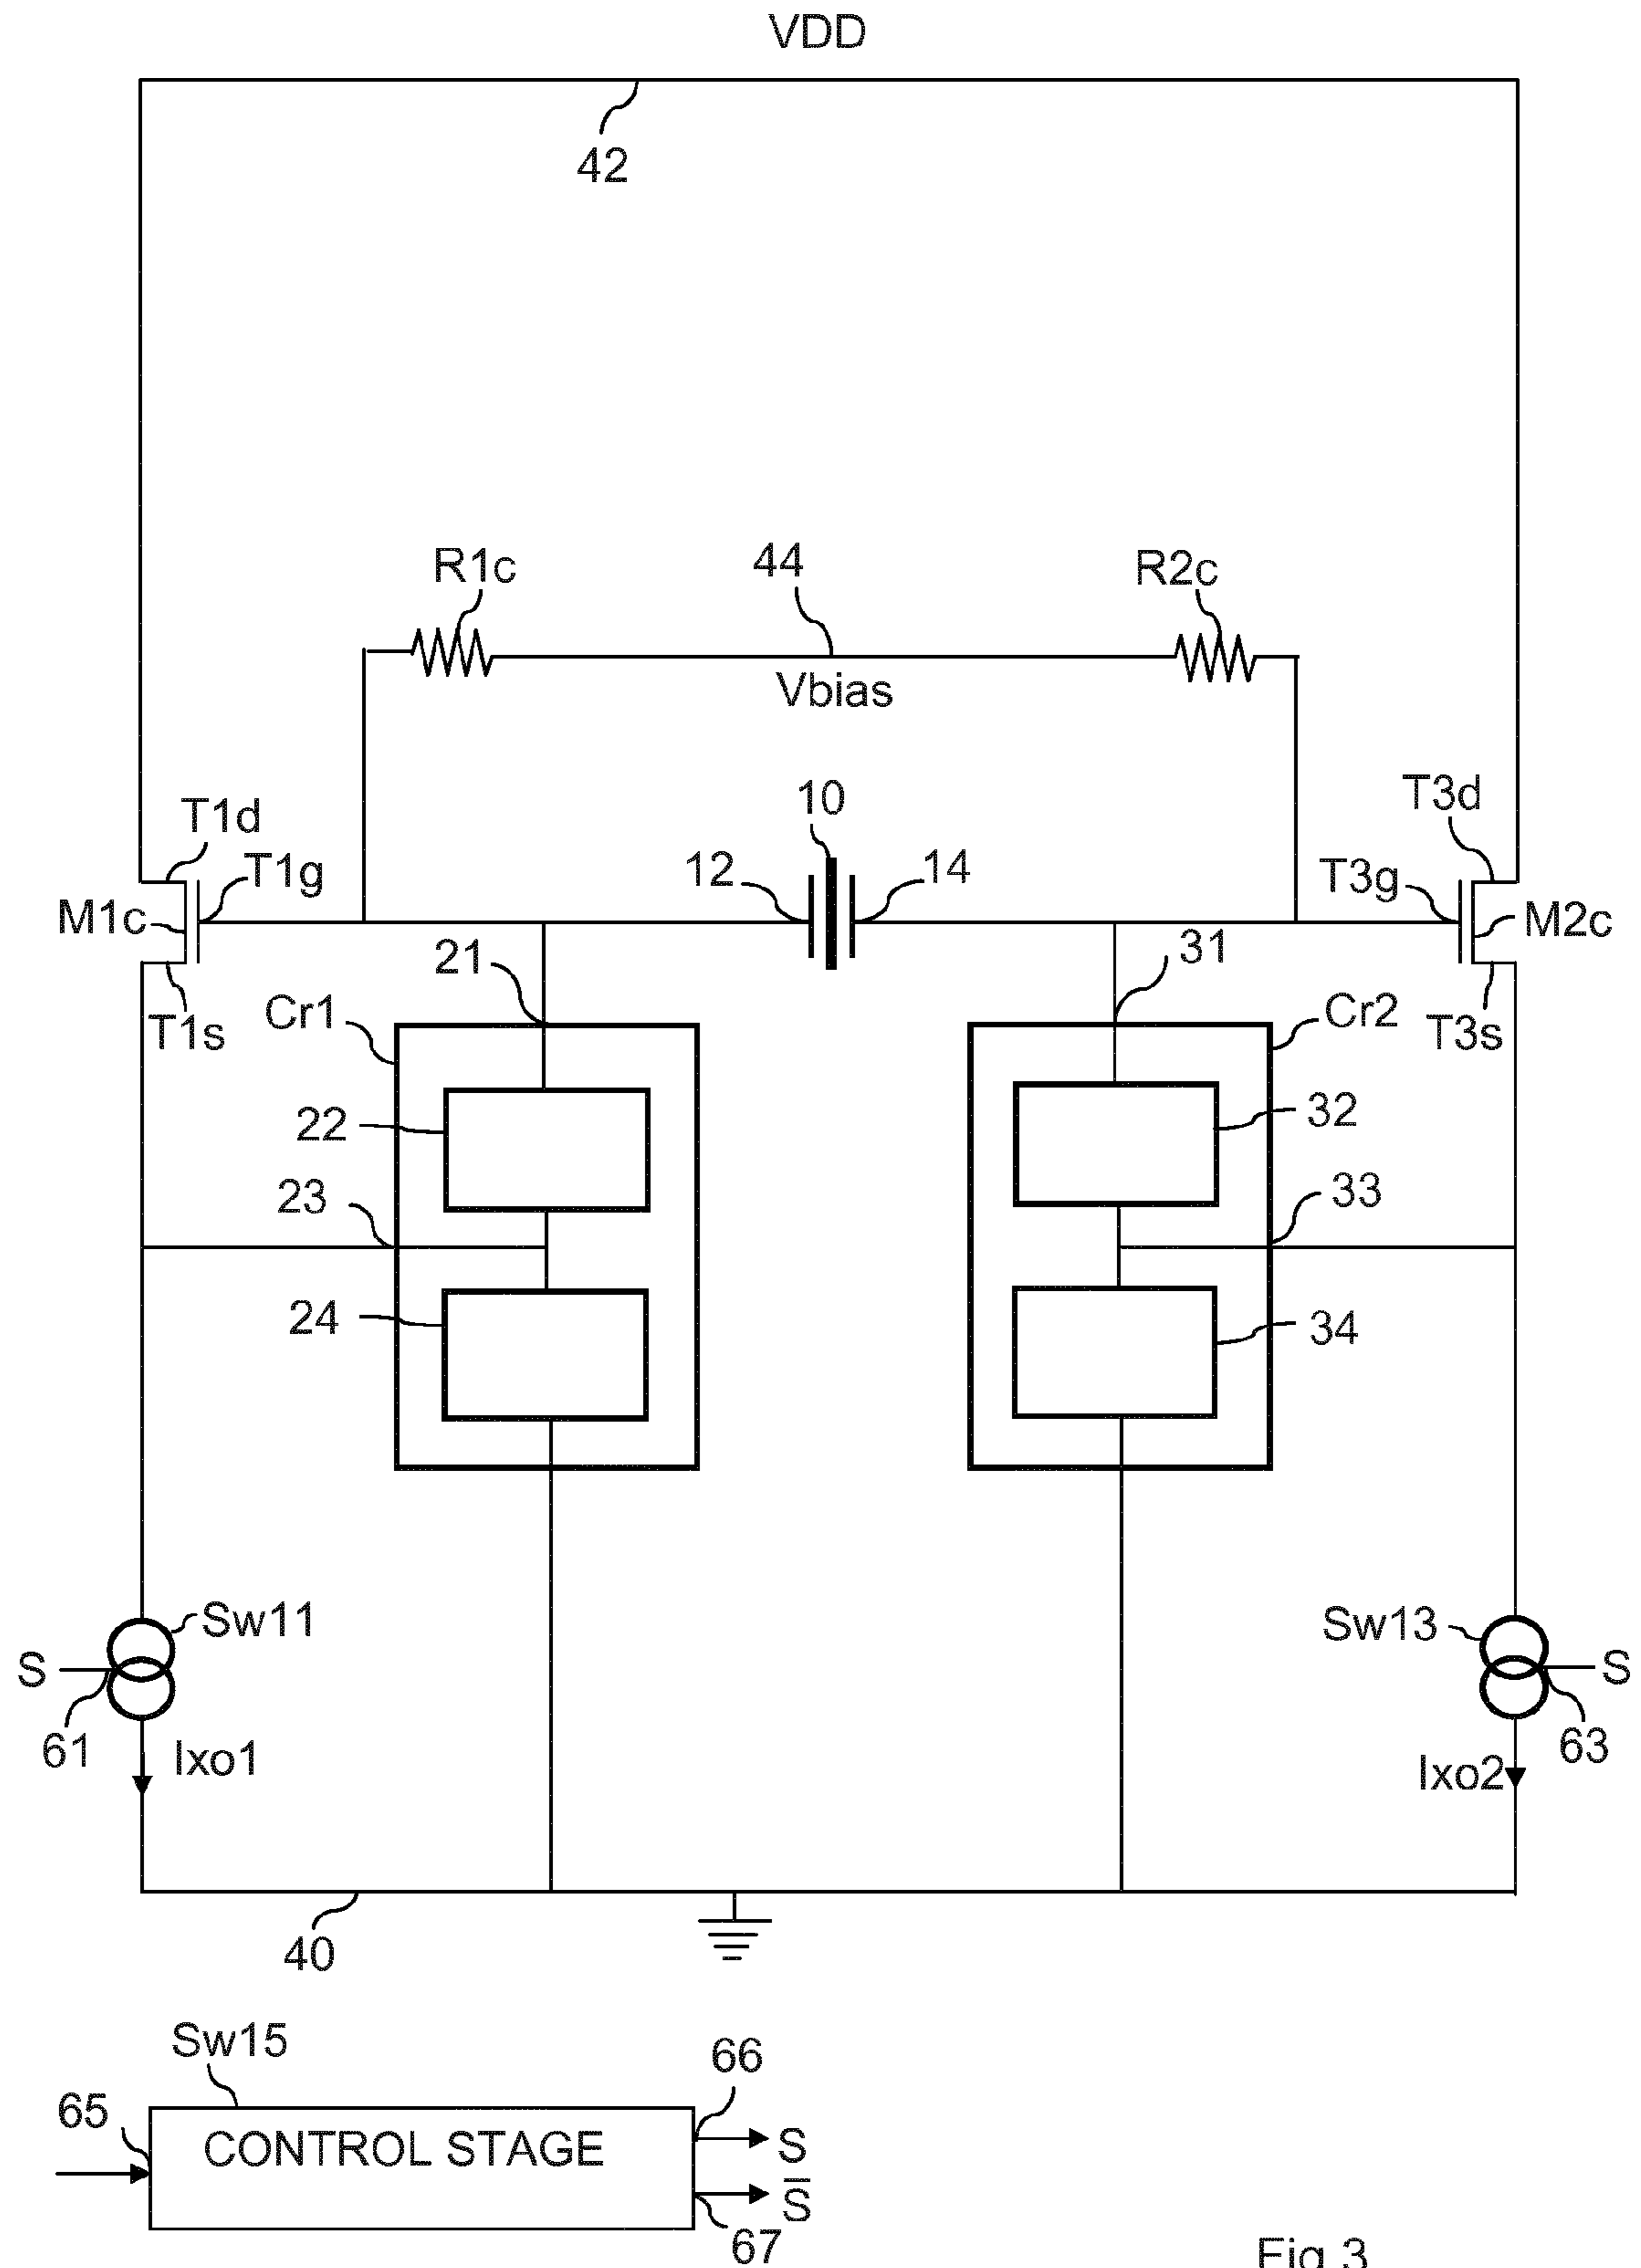 VDD
42
R1c
44
R2c
Vbias
10
T1d
T3d
T1g
12
14
T3g
M1c
M2c
21
31
Cr1
Cr2
T1s
T3s
22
32
23
33
24
34
Sw11
Sw13
S
S
61
63
Ixo1
Ixo2
40
Sw15
66
65
CONTROL STAGE
S
S̅
67
Fig.3